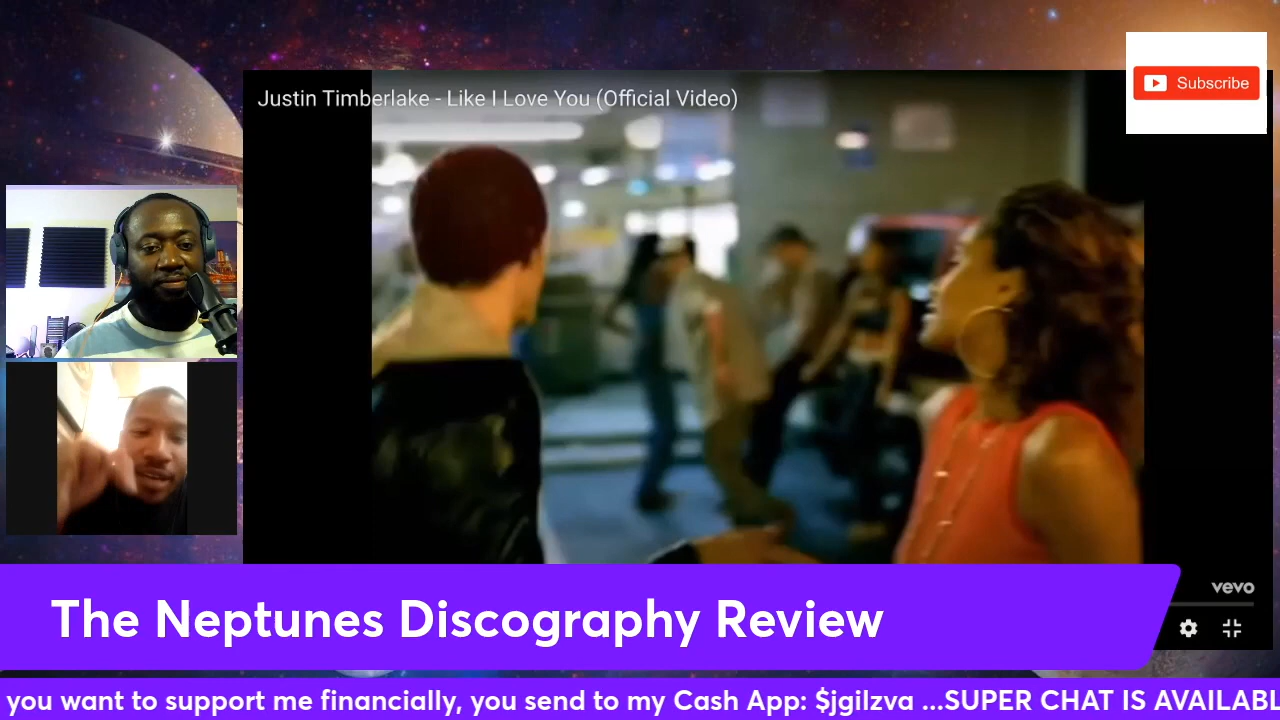 Justin Timberlake - Like I Love You (Official Video)
Subscribe
vevo
The Neptunes Discography Review
you want to support me financially, you send to my Cash App: $jgilzva ...SUPER CHAT IS AVAILABL